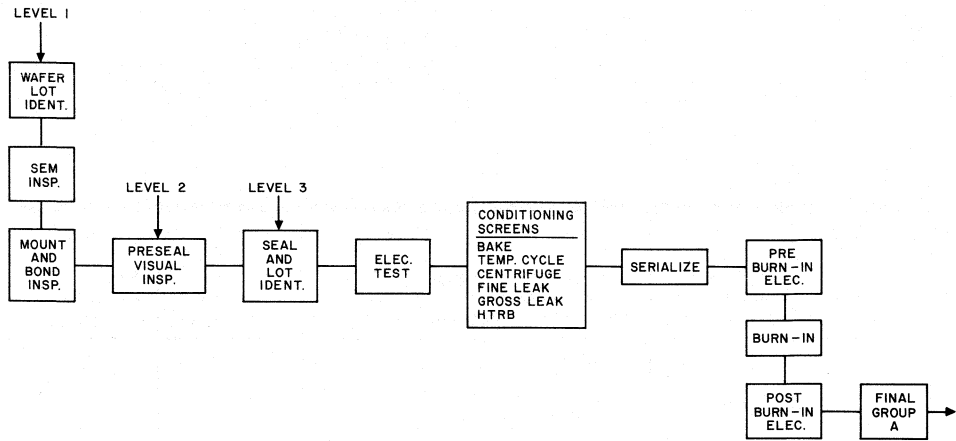 LEVEL 1
WAFER
LOT
IDENT.
SEM
INSP.
MOUNT
AND
BOND
INSP.
LEVEL 2
PRESEAL
VISUAL
INSP.
LEVEL 3
SEAL
AND LOT
IDENT.
ELEC.
TEST
CONDITIONING
SCREENS
BAKE
TEMP. CYCLE
CENTRIFUGE
FINE LEAK
GROSS LEAK
HTRB
SERIALIZE
PRE
BURN-IN
ELEC.
BURN-IN
POST
BURN-IN
ELEC.
FINAL
GROUP
A